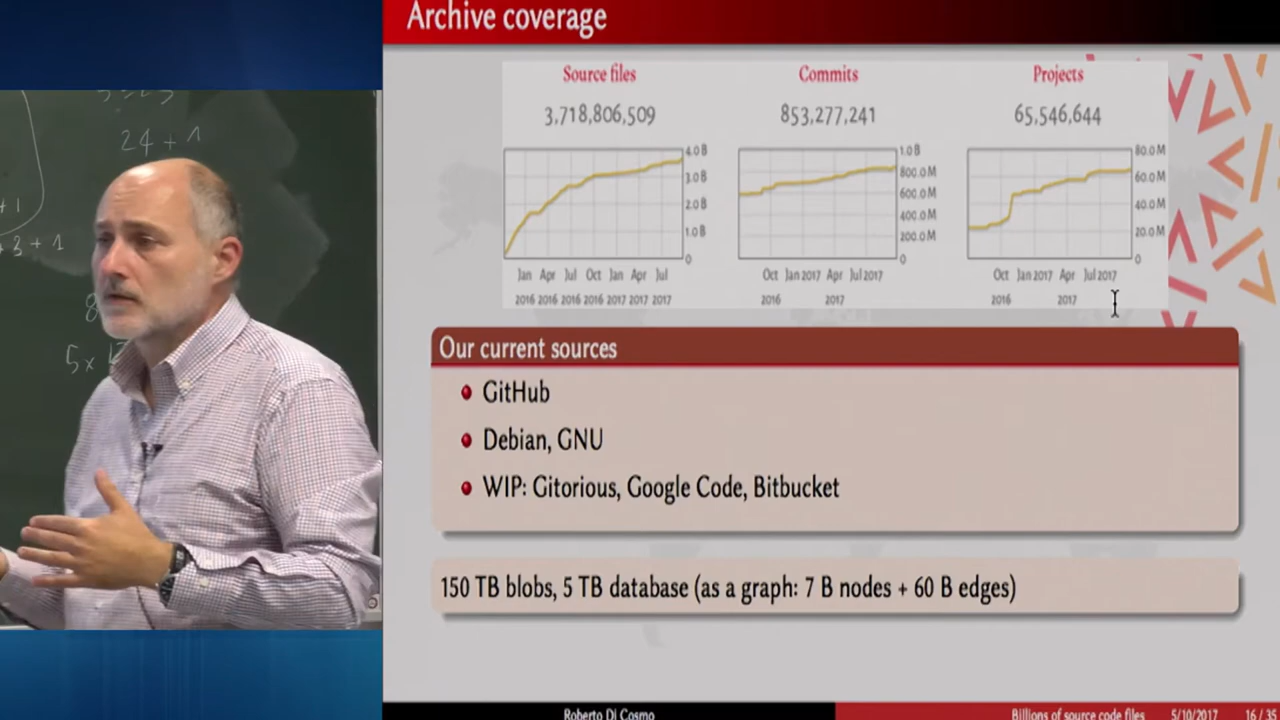 Archive coverage
Source files
3,718,806,509
4.0 B
3.0 B
2.0 B
1.0 B
0
Jan Apr Jul Oct Jan Apr Jul
2016 2016 2016 2016 2017 2017 2017
Commits
853,277,241
1.0 B
800.0 M
600.0 M
400.0 M
200.0 M
0
Oct Jan 2017 Apr Jul 2017
2016 2017
Projects
65,546,644
80.0 M
60.0 M
40.0 M
20.0 M
0
Oct Jan 2017 Apr Jul 2017
2016 2017
Our current sources
GitHub
Debian, GNU
WIP: Gitorious, Google Code, Bitbucket
150 TB blobs, 5 TB database (as a graph: 7 B nodes + 60 B edges)
Roberto Di Cosmo
Billions of source code files 5/10/2017 16 / 35
24 + 1
+ 1
+ 3 + 1
8
5 x